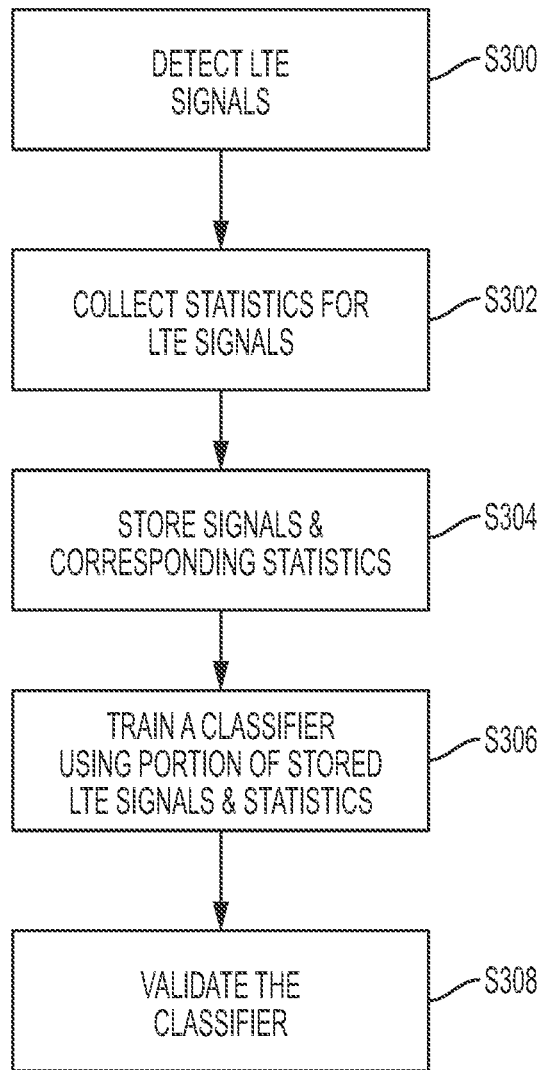 DETECT LTE
SIGNALS
S300
COLLECT STATISTICS FOR
LTE SIGNALS
S302
STORE SIGNALS &
CORRESPONDING STATISTICS
S304
TRAIN A CLASSIFIER
USING PORTION OF STORED
LTE SIGNALS & STATISTICS
S306
VALIDATE THE
CLASSIFIER
S308